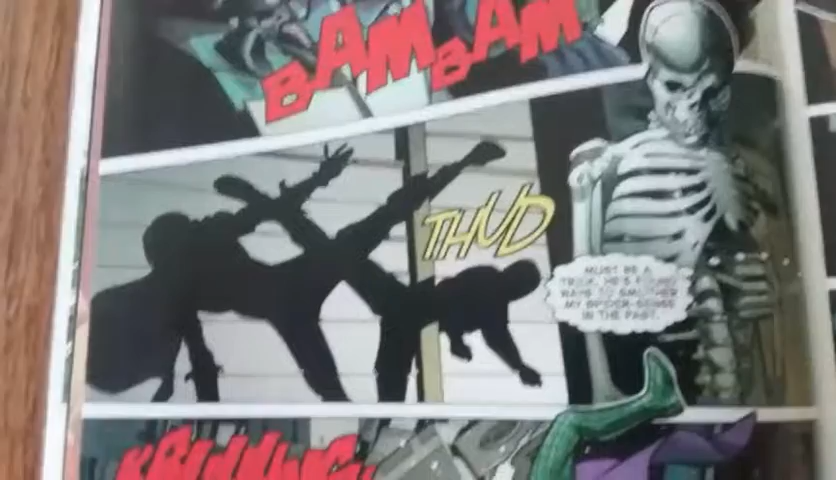 BAM BAM
THUD
MUST BE A
TRICK. HE'S FOUND
WAYS TO SMOTHER
MY SPIDER-SENSE
IN THE PAST.